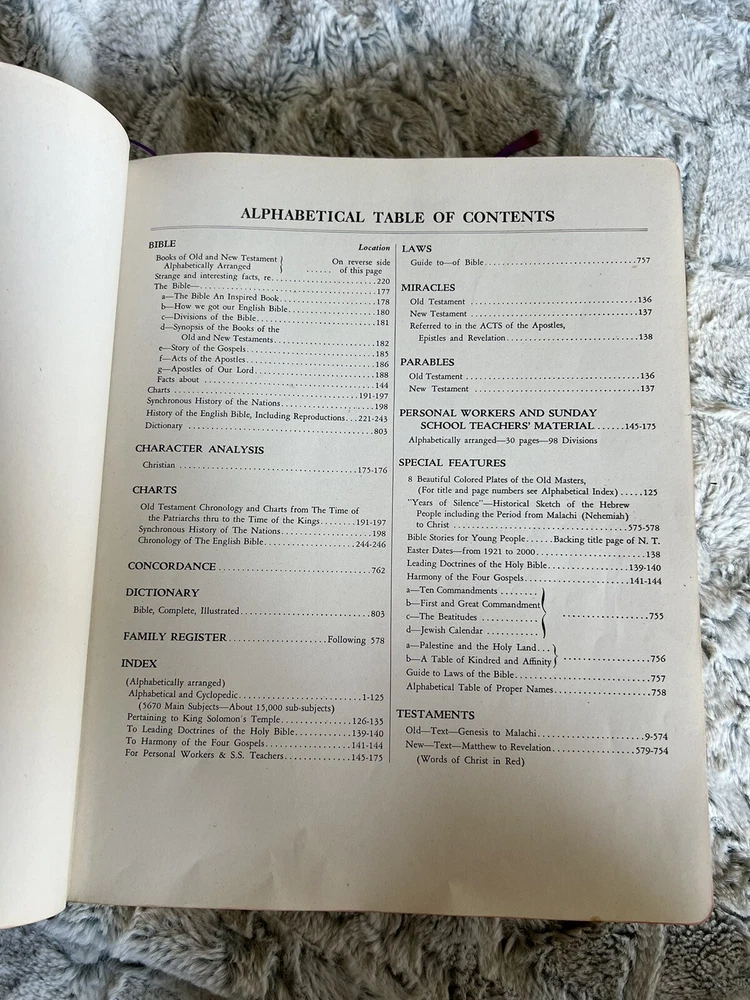 ALPHABETICAL TABLE OF CONTENTS
BIBLE
Location
Books of Old and New Testament } On reverse side
Alphabetically Arranged } ...... of this page
Strange and interesting facts, re...220
The Bible—...177
a—The Bible An Inspired Book...178
b—How we got our English Bible...180
c—Divisions of the Bible...181
d—Synopsis of the Books of the
Old and New Testaments...182
e—Story of the Gospels...185
f—Acts of the Apostles...186
g—Apostles of Our Lord...188
Facts about ...144
Charts ...191-197
Synchronous History of the Nations...198
History of the English Bible, Including Reproductions...221-243
Dictionary ...803
CHARACTER ANALYSIS
Christian ...175-176
CHARTS
Old Testament Chronology and Charts from The Time of
the Patriarchs thru to the Time of the Kings...191-197
Synchronous History of The Nations...198
Chronology of The English Bible...244-246
CONCORDANCE...762
DICTIONARY
Bible, Complete, Illustrated...803
FAMILY REGISTER...Following 578
INDEX
(Alphabetically arranged)
Alphabetical and Cyclopedic...1-125
(5670 Main Subjects—About 15,000 sub-subjects)
Pertaining to King Solomon's Temple...126-135
To Leading Doctrines of the Holy Bible...139-140
To Harmony of the Four Gospels...141-144
For Personal Workers & S.S. Teachers...145-175
LAWS
Guide to—of Bible...757
MIRACLES
Old Testament ...136
New Testament ...137
Referred to in the ACTS of the Apostles,
Epistles and Revelation...138
PARABLES
Old Testament ...136
New Testament ...137
PERSONAL WORKERS AND SUNDAY
SCHOOL TEACHERS' MATERIAL...145-175
Alphabetically arranged—30 pages—98 Divisions
SPECIAL FEATURES
8 Beautiful Colored Plates of the Old Masters,
(For title and page numbers see Alphabetical Index)...125
"Years of Silence"—Historical Sketch of the Hebrew
People including the Period from Malachi (Nehemiah)
to Christ ...575-578
Bible Stories for Young People...Backing title page of N. T.
Easter Dates—from 1921 to 2000...138
Leading Doctrines of the Holy Bible...139-140
Harmony of the Four Gospels...141-144
a—Ten Commandments ...
b—First and Great Commandment
c—The Beatitudes ...755
d—Jewish Calendar ...
a—Palestine and the Holy Land...
b—A Table of Kindred and Affinity ...756
Guide to Laws of the Bible...757
Alphabetical Table of Proper Names...758
TESTAMENTS
Old—Text—Genesis to Malachi...9-574
New—Text—Matthew to Revelation...579-754
(Words of Christ in Red)